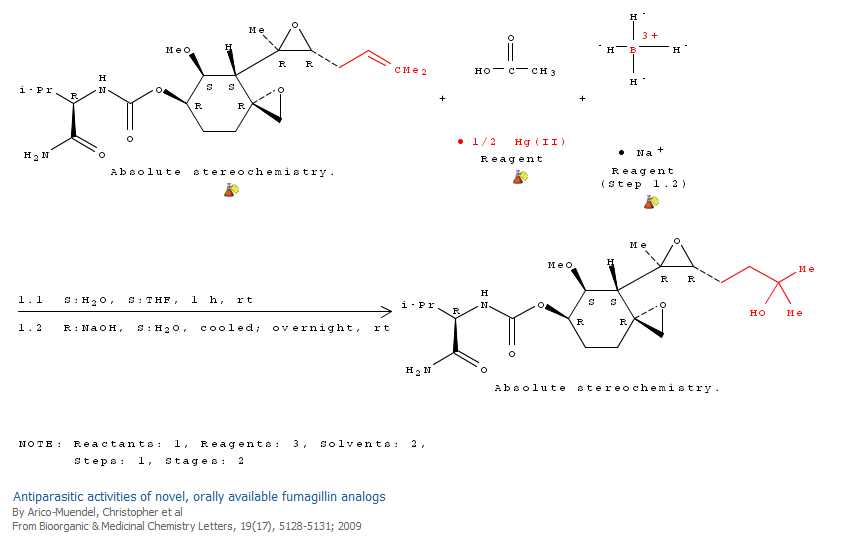 Me
O
MeO
H
R R
CMe2
S S
i-Pr
R
H
N
O
R
R
O
O
H2N
O
Absolute stereochemistry.
+
O
HO C CH3
• 1/2 Hg(II)
Reagent
+
H -
3+
- H B H -
H -
• Na +
Reagent
(Step 1.2)
1.1 S:H2O, S:THF, 1 h, rt
1.2 R:NaOH, S:H2O, cooled; overnight, rt
Me
O
MeO
H
R R
Me
HO Me
S S
i-Pr
R
H
N
O
R
R
O
O
H2N
O
Absolute stereochemistry.
NOTE: Reactants: 1, Reagents: 3, Solvents: 2,
Steps: 1, Stages: 2
Antiparasitic activities of novel, orally available fumagillin analogs
By Arico-Muendel, Christopher et al
From Bioorganic & Medicinal Chemistry Letters, 19(17), 5128-5131; 2009